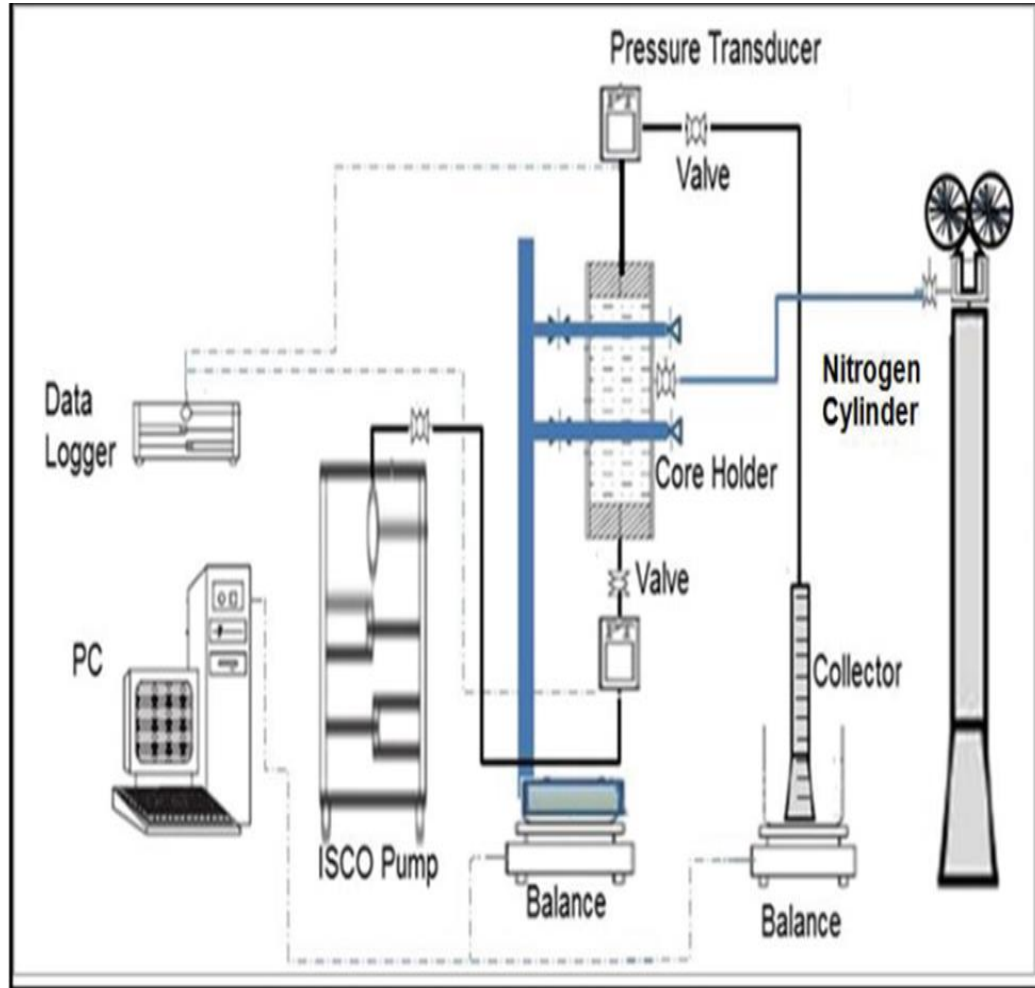 Pressure Transducer
Valve
Nitrogen
Cylinder
Data
Logger
Core Holder
Valve
PC
Collector
ISCO Pump
Balance
Balance